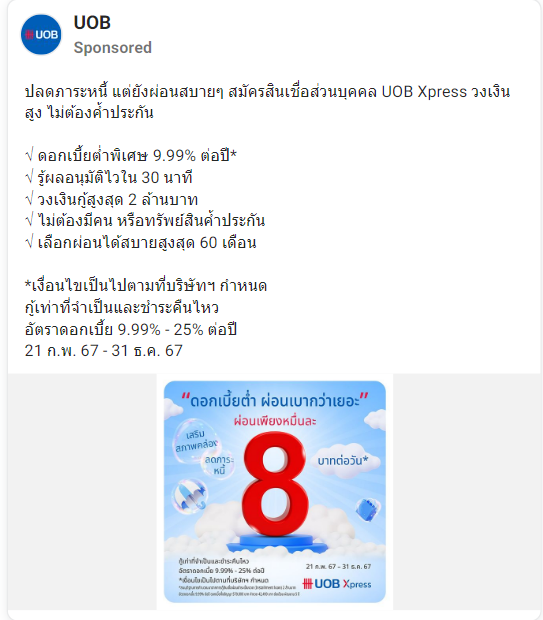 UOB
UOB
Sponsored
ปลดภาระหนี้ แต่ยังผ่อนสบายๆ สมัครสินเชื่อส่วนบุคคล UOB Xpress วงเงิน
สูง ไม่ต้องค้ำประกัน
√ ดอกเบี้ยต่ำพิเศษ 9.99% ต่อปี*
√ รู้ผลอนุมัติไวใน 30 นาที
√ วงเงินกู้สูงสุด 2 ล้านบาท
√ ไม่ต้องมีคน หรือทรัพย์สินค้ำประกัน
√ เลือกผ่อนได้สบายสูงสุด 60 เดือน
*เงื่อนไขเป็นไปตามที่บริษัทฯ กำหนด
กู้เท่าที่จำเป็นและชำระคืนไหว
อัตราดอกเบี้ย 9.99% - 25% ต่อปี
21 ก.พ. 67 - 31 ธ.ค. 67
“ดอกเบี้ยต่ำ ผ่อนเบากว่าเยอะ”
ผ่อนเพียงหมื่นละ
เสริม
สภาพคล่อง
ลดภาระ
หนี้
8
บาทต่อวัน*
กู้เท่าที่จำเป็นและชำระคืนไหว
อัตราดอกเบี้ย 9.99% - 25% ต่อปี
*เงื่อนไขเป็นไปตามที่บริษัทฯ กำหนด
21 ก.พ. 67 – 31 ธ.ค. 67
UOB Xpress